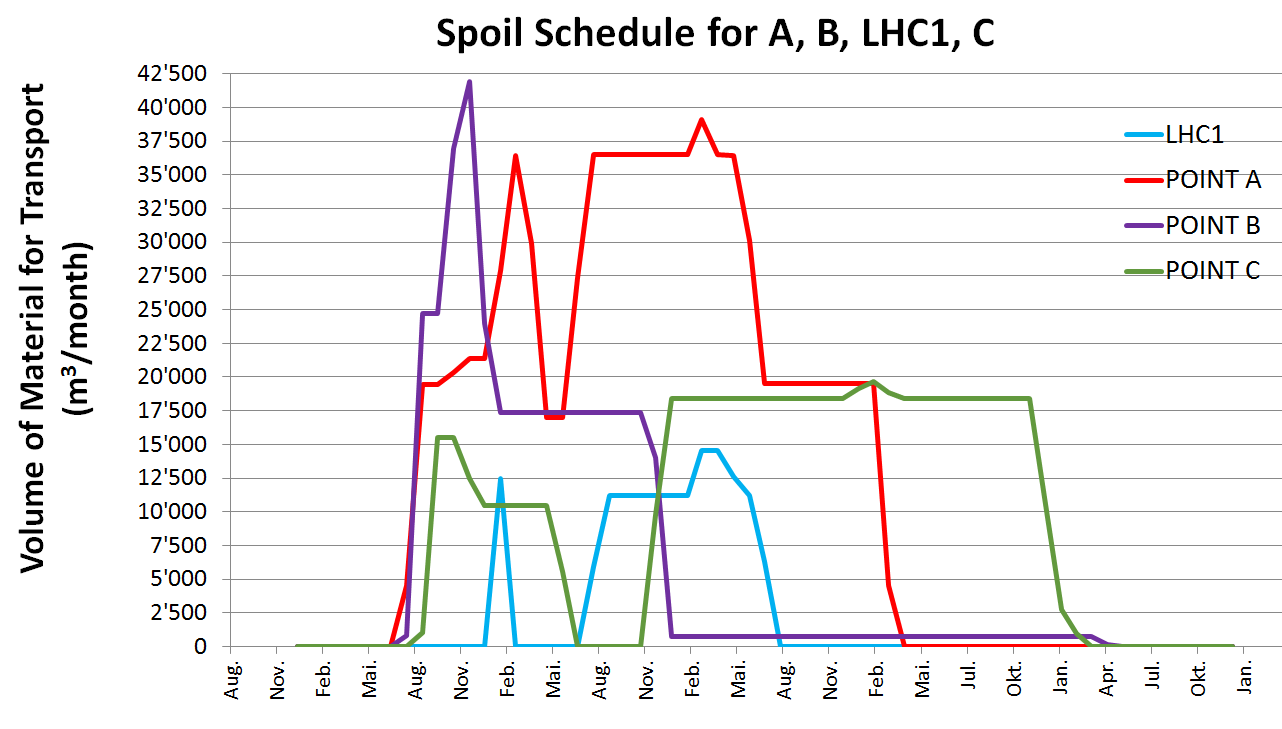 Spoil Schedule for A, B, LHC1, C
Volume of Material for Transport
(m³/month)
42'500
40'000
37'500
35'000
32'500
30'000
27'500
25'000
22'500
20'000
17'500
15'000
12'500
10'000
7'500
5'000
2'500
0
LHC1
POINT A
POINT B
POINT C
Aug. Nov. Feb. Mai. Aug. Nov. Feb. Mai. Aug. Nov. Feb. Mai. Aug. Nov. Feb. Mai. Jul. Okt. Jan. Apr. Jul. Okt. Jan.